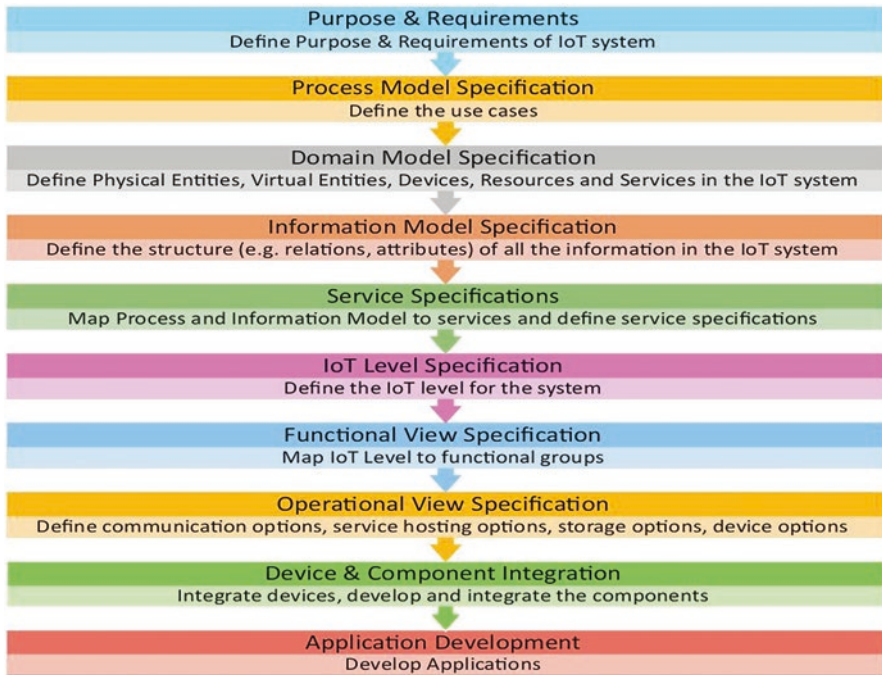 Purpose & Requirements
Define Purpose & Requirements of IoT system
Process Model Specification
Define the use cases
Domain Model Specification
Define Physical Entities, Virtual Entities, Devices, Resources and Services in the IoT system
Information Model Specification
Define the structure (e.g. relations, attributes) of all the information in the IoT system
Service Specifications
Map Process and Information Model to services and define service specifications
IoT Level Specification
Define the IoT level for the system
Functional View Specification
Map IoT Level to functional groups
Operational View Specification
Define communication options, service hosting options, storage options, device options
Device & Component Integration
Integrate devices, develop and integrate the components
Application Development
Develop Applications